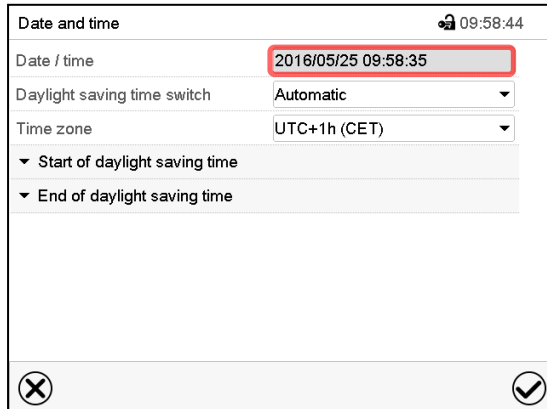 Date and time 09:58:44
Date / time 2016/05/25 09:58:35
Daylight saving time switch Automatic
Time zone UTC+1h (CET)
Start of daylight saving time
End of daylight saving time